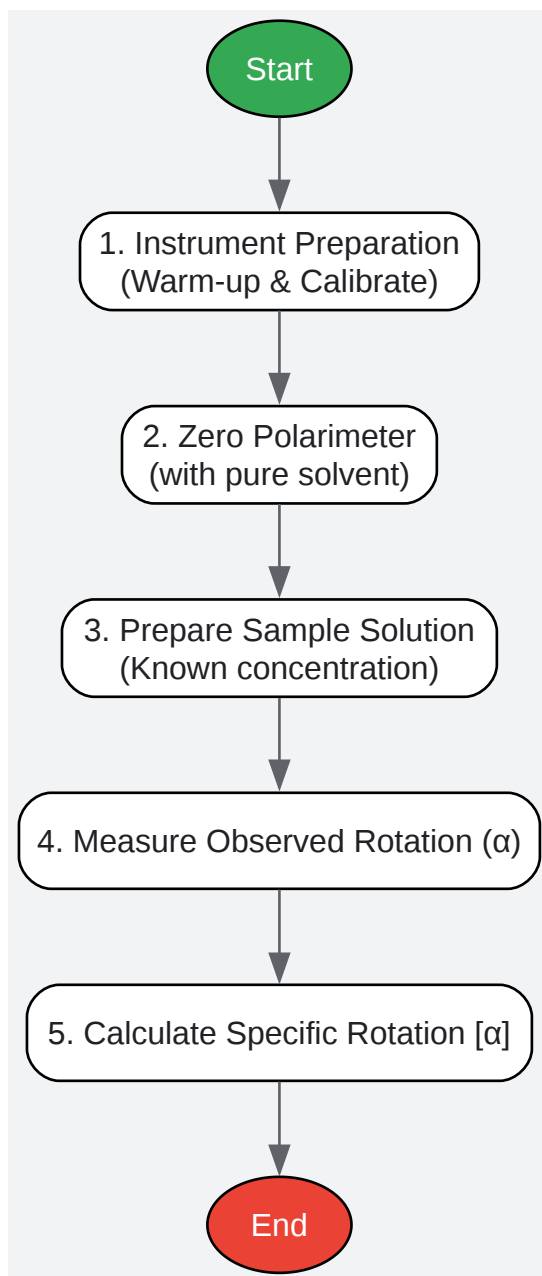 Start
1. Instrument Preparation
(Warm-up & Calibrate)
2. Zero Polarimeter
(with pure solvent)
3. Prepare Sample Solution
(Known concentration)
4. Measure Observed Rotation (α)
5. Calculate Specific Rotation [α]
End